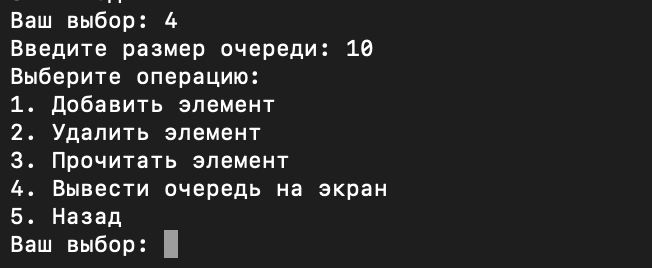 Ваш выбор: 4
Введите размер очереди: 10
Выберите операцию:
1. Добавить элемент
2. Удалить элемент
3. Прочитать элемент
4. Вывести очередь на экран
5. Назад
Ваш выбор: